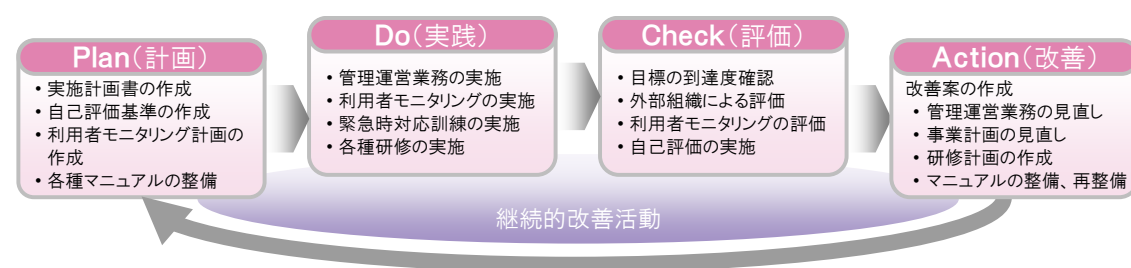 Plan(計画)
・実施計画書の作成
・自己評価基準の作成
・利用者モニタリング計画の
作成
・各種マニュアルの整備
Do(実践)
・管理運営業務の実施
・利用者モニタリングの実施
・緊急時対応訓練の実施
・各種研修の実施
Check(評価)
・目標の到達度確認
・外部組織による評価
・利用者モニタリングの評価
・自己評価の実施
Action(改善)
改善案の作成
・管理運営業務の見直し
・事業計画の見直し
・研修計画の作成
・マニュアルの整備、再整備
継続的改善活動